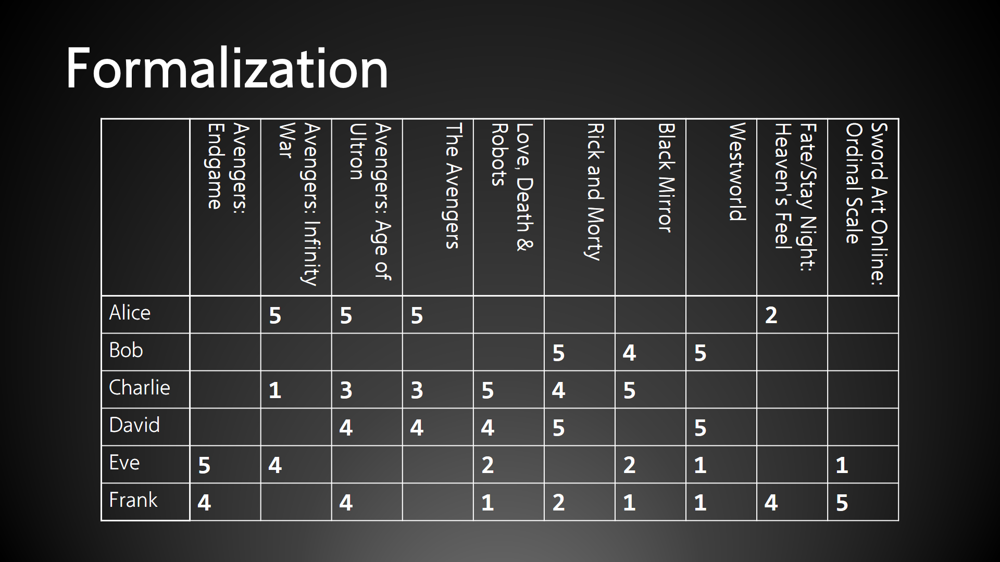 Formalization
Avengers:
Endgame
Avengers: Infinity
War
Avengers: Age of
Ultron
The Avengers
Love, Death &
Robots
Rick and Morty
Black Mirror
Westworld
Fate/Stay Night:
Heaven's Feel
Sword Art Online:
Ordinal Scale
Alice 5 5 5 2
Bob 5 4 5
Charlie 1 3 3 5 4 5
David 4 4 4 5 5
Eve 5 4 2 2 1 1
Frank 4 4 1 2 1 1 4 5